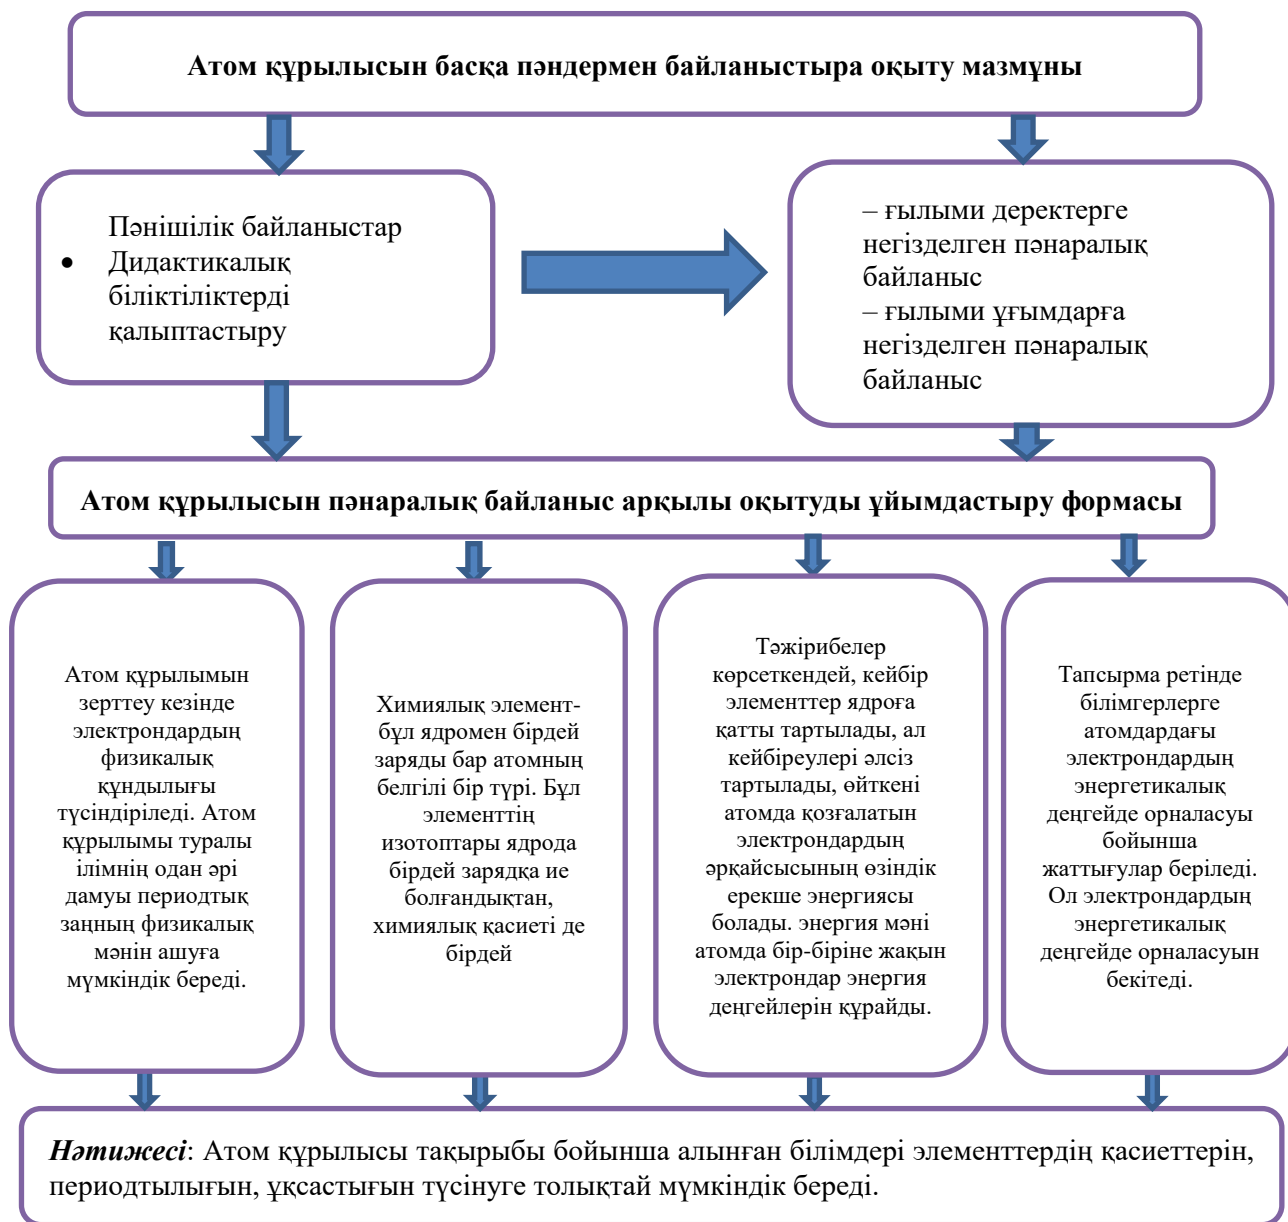 Атом құрылысын басқа пәндермен байланыстыра оқыту мазмұны
Пәнішілік байланыстар
• Дидактикалық
біліктіліктерді
қалыптастыру
– ғылыми деректерге
негізделген пәнаралық
байланыс
– ғылыми ұғымдарға
негізделген пәнаралық
байланыс
Атом құрылысын пәнаралық байланыс арқылы оқытуды ұйымдастыру формасы
Атом құрылымын
зерттеу кезінде
электрондардың
физикалық
құндылығы
түсіндіріледі. Атом
құрылымы туралы
ілімнің одан әрі
дамуы периодтық
заңның физикалық
мәнін ашуға
мүмкіндік береді.
Химиялық элемент-
бұл ядромен бірдей
заряды бар атомның
белгілі бір түрі. Бұл
элементтің
изотоптары ядрода
бірдей зарядқа ие
болғандықтан,
химиялық қасиеті де
бірдей
Тәжірибелер
көрсеткендей, кейбір
элементтер ядроға
қатты тартылады, ал
кейбіреулері әлсіз
тартылады, өйткені
атомда қозғалатын
электрондардың
әрқайсысының өзіндік
ерекше энергиясы
болады. энергия мәні
атомда бір-біріне жақын
электрондар энергия
деңгейлерін құрайды.
Тапсырма ретінде
білімгерлерге
атомдардағы
электрондардың
энергетикалық
деңгейде орналасуы
бойынша
жаттығулар беріледі.
Ол электрондардың
энергетикалық
деңгейде орналасуын
бекітеді.
Нәтижесі: Атом құрылысы тақырыбы бойынша алынған білімдері элементтердің қасиеттерін,
периодтылығын, ұқсастығын түсінуге толықтай мүмкіндік береді.